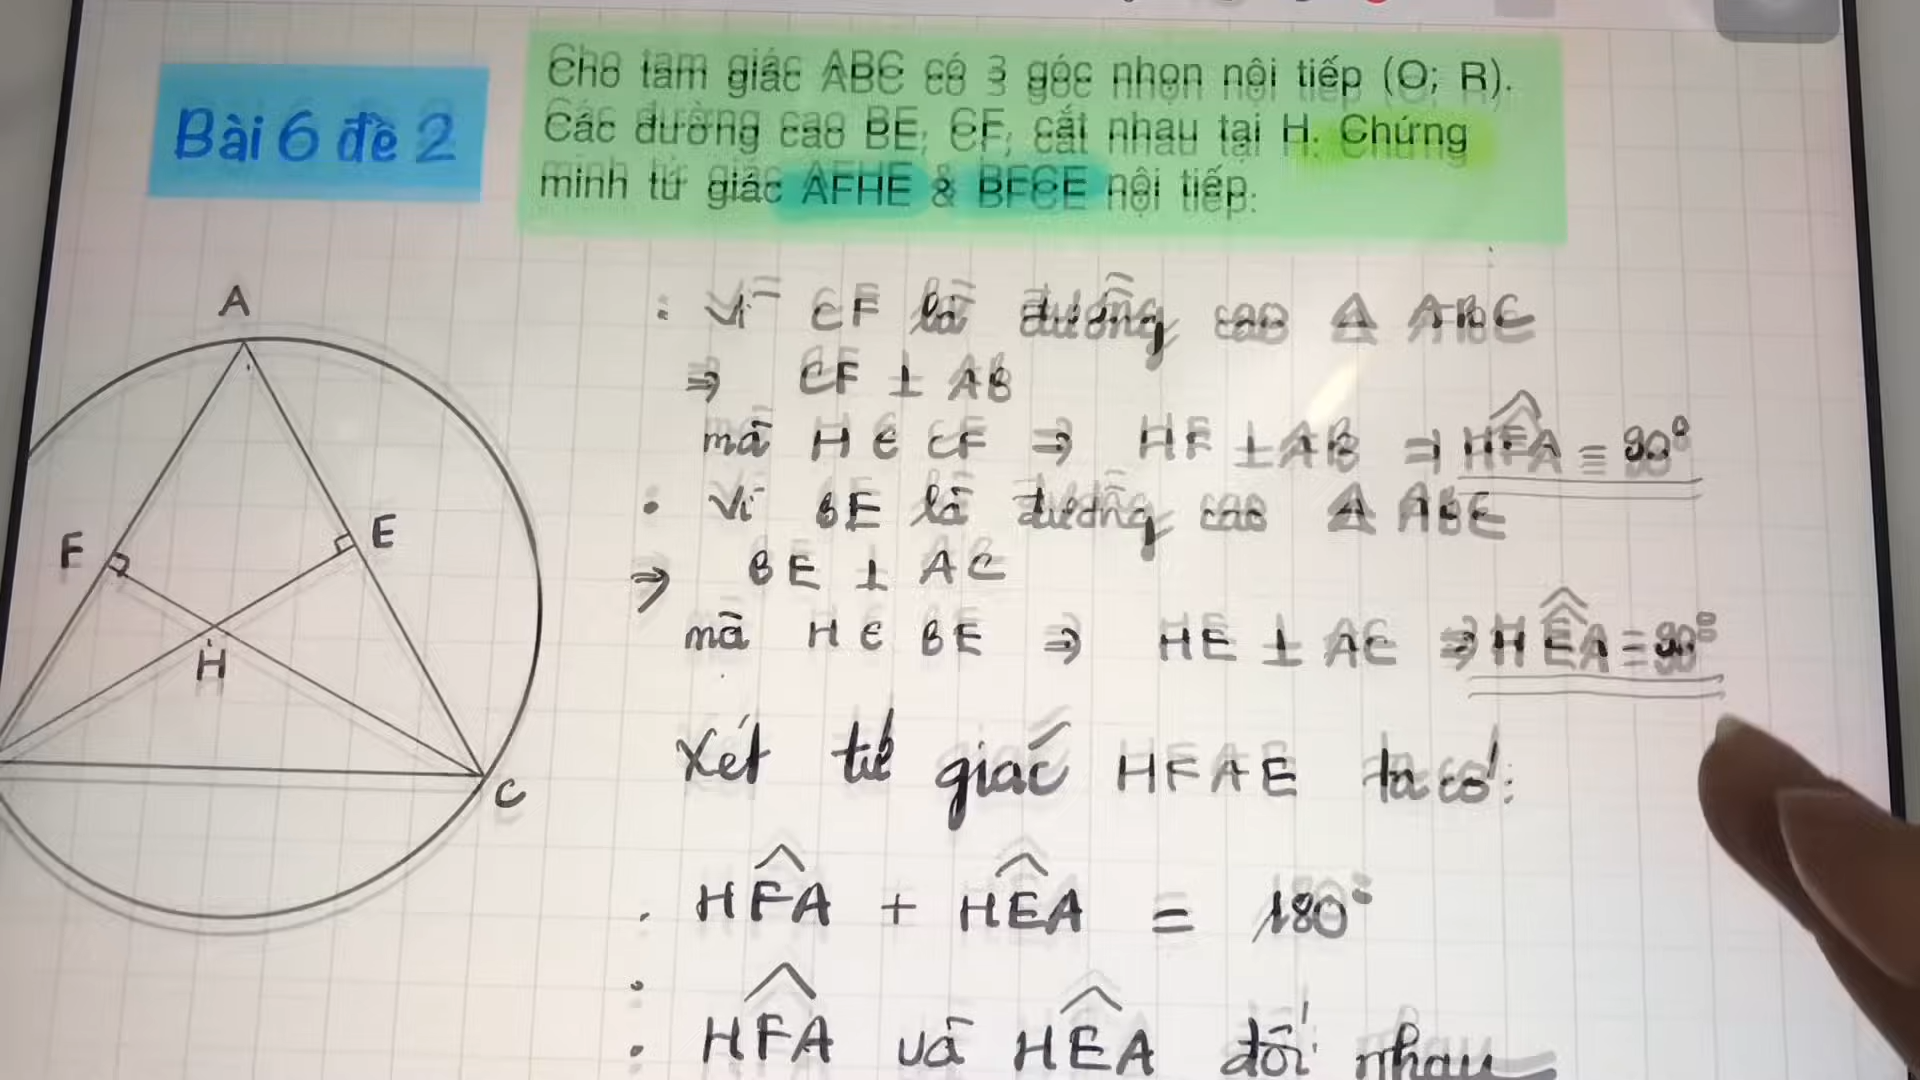 Bài 6 đề 2
Cho tam giác ABC có 3 góc nhọn nội tiếp (O; R).
Các đường cao BE, CF, cắt nhau tại H. Chứng
minh tứ giác AFHE & BFCE nội tiếp.
A
F
E
H
C
• Vì CF là đường cao Δ ABC
⇒ CF ⊥ AB
mà H ∈ CF ⇒ HF ⊥ AB ⇒ HFA = 90°
• Vì BE là đường cao Δ ABC
⇒ BE ⊥ AC
mà H ∈ BE ⇒ HE ⊥ AC ⇒ HEA = 90°
Xét tứ giác HFAE ta có:
• HFA + HEA = 180°
• HFA và HEA đối nhau